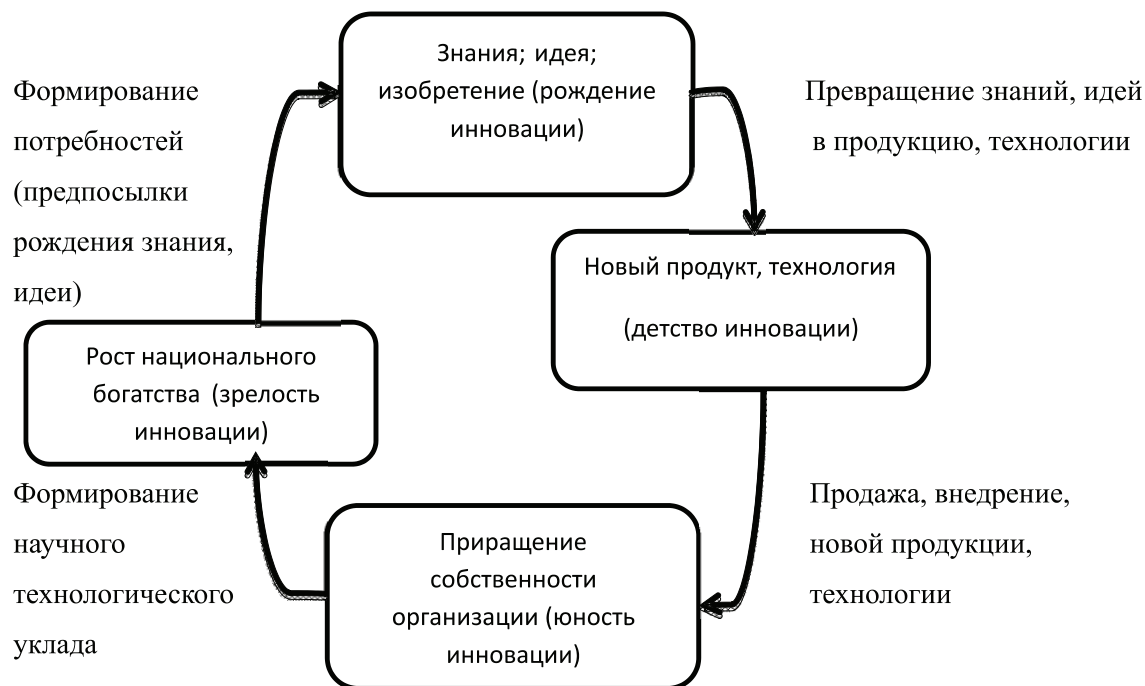 Знания; идея;
изобретение (рождение
инновации)
Формирование
потребностей
(предпосылки
рождения знания,
идеи)
Превращение знаний, идей
в продукцию, технологии
Новый продукт, технология
(детство инновации)
Рост национального
богатства (зрелость
инновации)
Формирование
научного
технологического
уклада
Приращение
собственности
организации (юность
инновации)
Продажа, внедрение,
новой продукции,
технологии